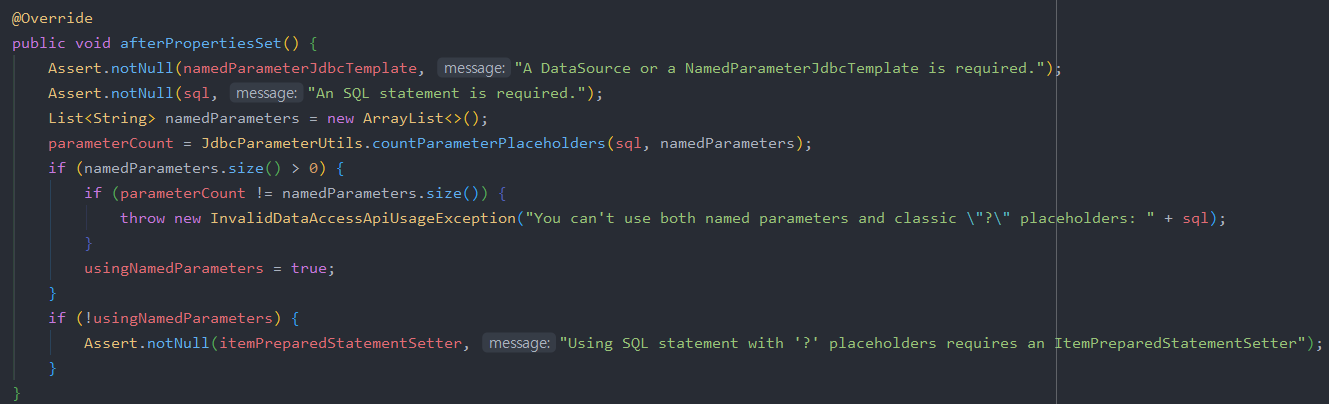 @Override
public void afterPropertiesSet() {
Assert.notNull(namedParameterJdbcTemplate, message: "A DataSource or a NamedParameterJdbcTemplate is required.");
Assert.notNull(sql, message: "An SQL statement is required.");
List<String> namedParameters = new ArrayList<>();
parameterCount = JdbcParameterUtils.countParameterPlaceholders(sql, namedParameters);
if (namedParameters.size() > 0) {
if (parameterCount != namedParameters.size()) {
throw new InvalidDataAccessApiUsageException("You can't use both named parameters and classic \"?\" placeholders: " + sql);
}
usingNamedParameters = true;
}
if (!usingNamedParameters) {
Assert.notNull(itemPreparedStatementSetter, message: "Using SQL statement with '?' placeholders requires an ItemPreparedStatementSetter");
}
}